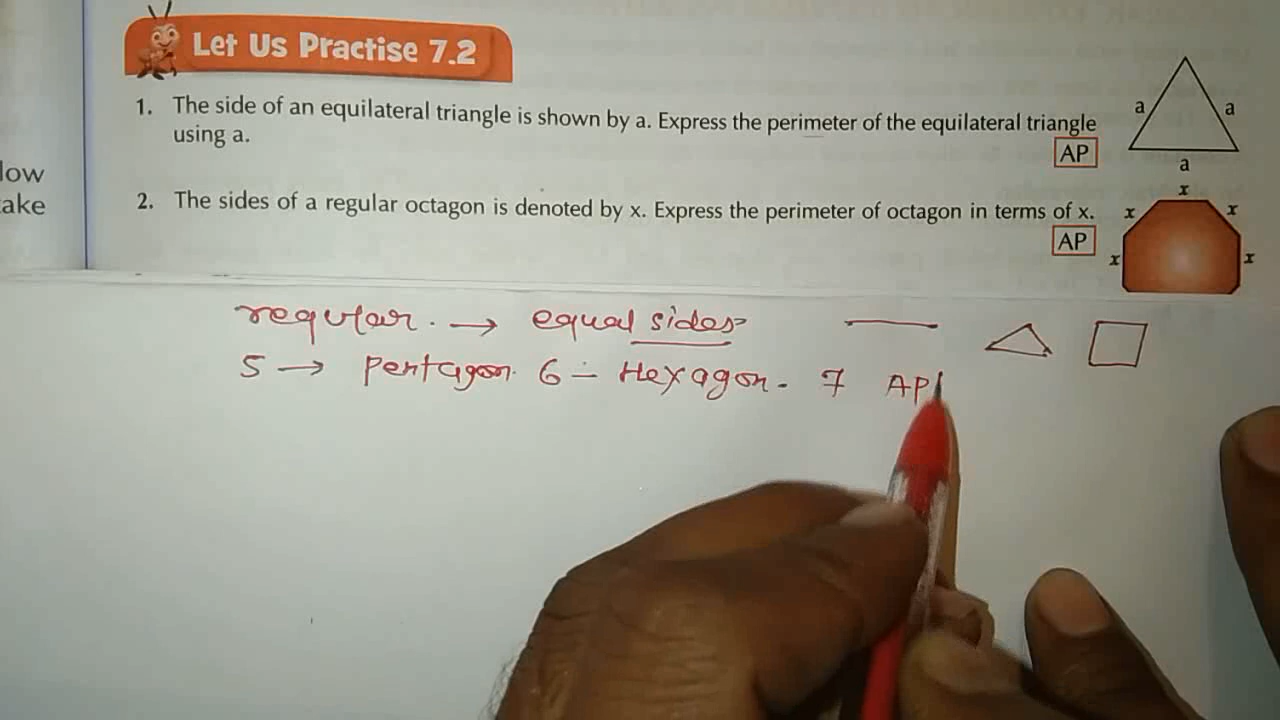 Let Us Practise 7.2
1. The side of an equilateral triangle is shown by a. Express the perimeter of the equilateral triangle
using a.
AP
a
a
a
low
take
2. The sides of a regular octagon is denoted by x. Express the perimeter of octagon in terms of x.
AP
x
x
x
x
x
regular. → equal sides
5 → Pentagon. 6 - Hexagon. 7 AP